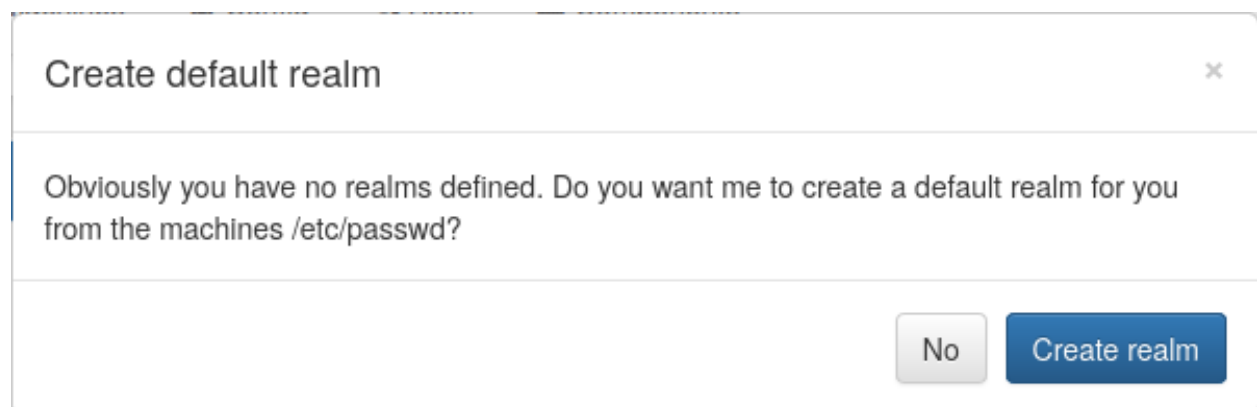 Create default realm
×
Obviously you have no realms defined. Do you want me to create a default realm for you
from the machines /etc/passwd?
No
Create realm